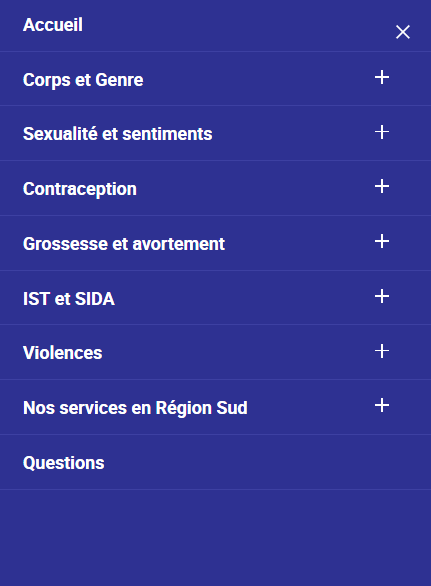 Accueil
Corps et Genre
Sexualité et sentiments
Contraception
Grossesse et avortement
IST et SIDA
Violences
Nos services en Région Sud
Questions